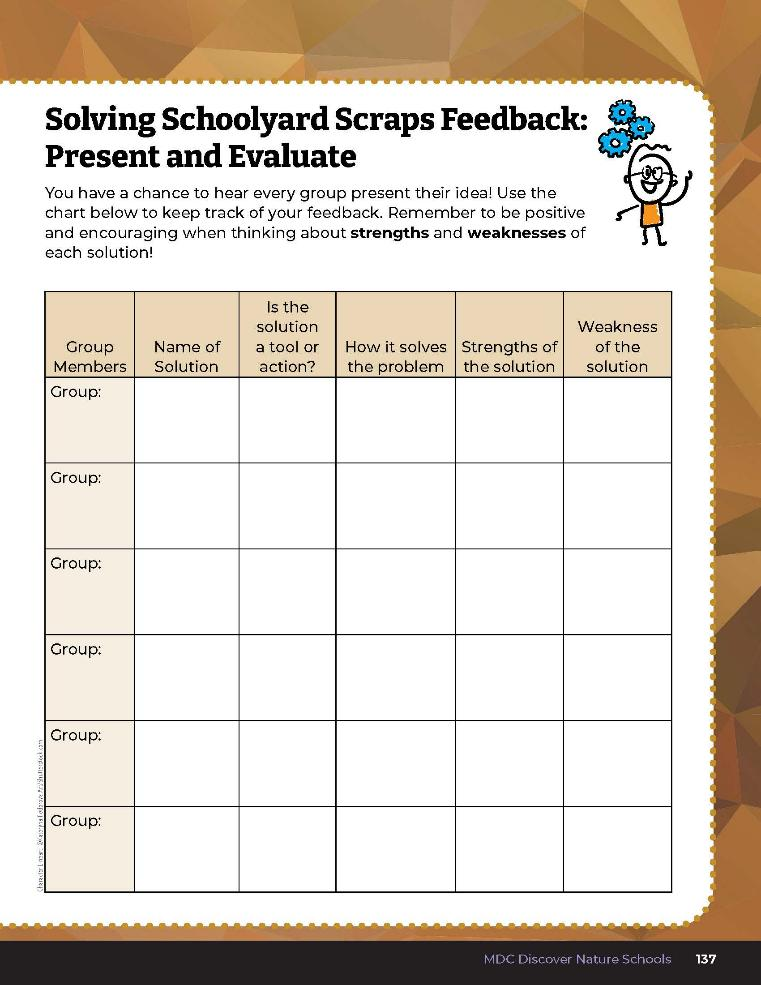 Solving Schoolyard Scraps Feedback:
Present and Evaluate
You have a chance to hear every group present their idea! Use the
chart below to keep track of your feedback. Remember to be positive
and encouraging when thinking about strengths and weaknesses of
each solution!
Group
Members
Name of
Solution
Is the
solution
a tool or
action?
How it solves
the problem
Strengths of
the solution
Weakness
of the
solution
Group:
Group:
Group:
Group:
Group:
Group:
MDC Discover Nature Schools 137